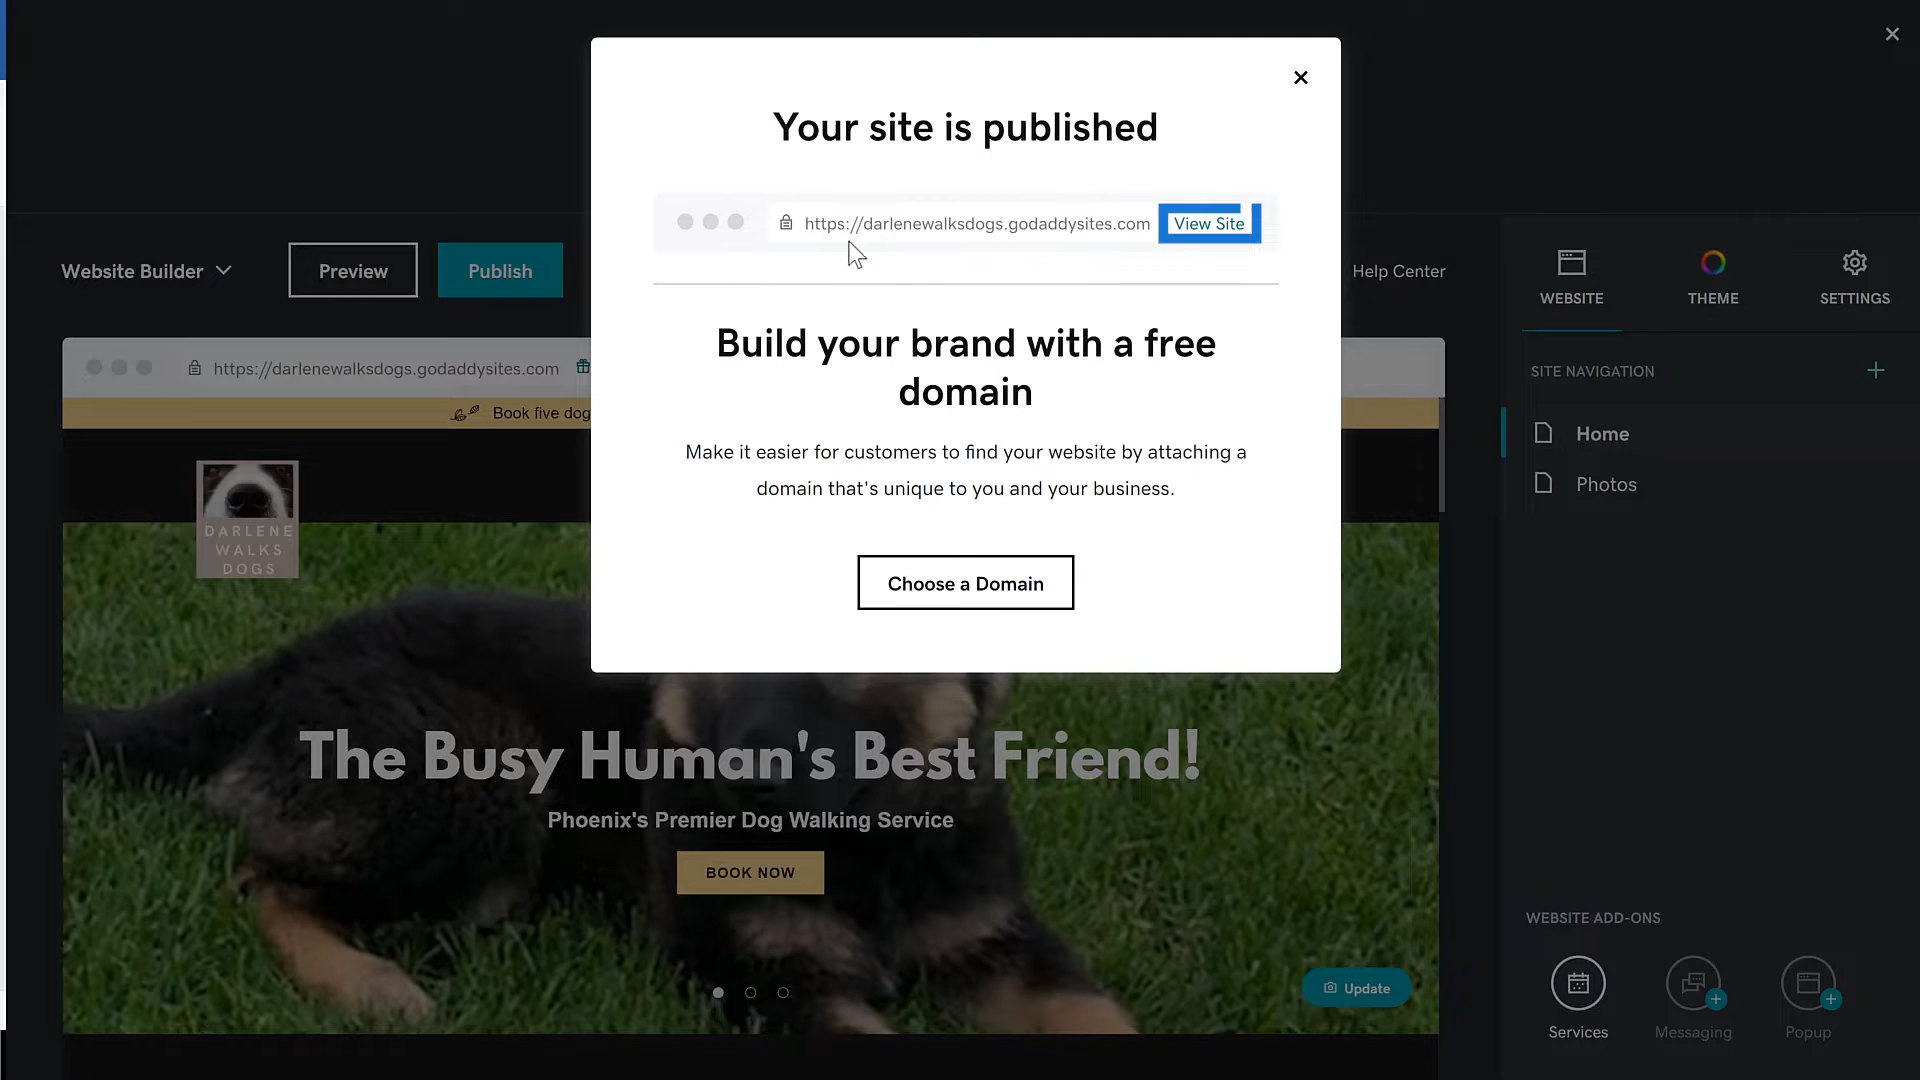 Your site is published
https://darlenewalksdogs.godaddysites.com View Site
Website Builder Preview Publish Help Center
WEBSITE THEME SETTINGS
Build your brand with a free
domain
https://darlenewalksdogs.godaddysites.com
SITE NAVIGATION
Book five dog
Home
Make it easier for customers to find your website by attaching a
domain that's unique to you and your business.
Photos
DARLENE
WALKS
DOGS
Choose a Domain
The Busy Human's Best Friend!
Phoenix's Premier Dog Walking Service
BOOK NOW
WEBSITE ADD-ONS
Update
Services Messaging Popup